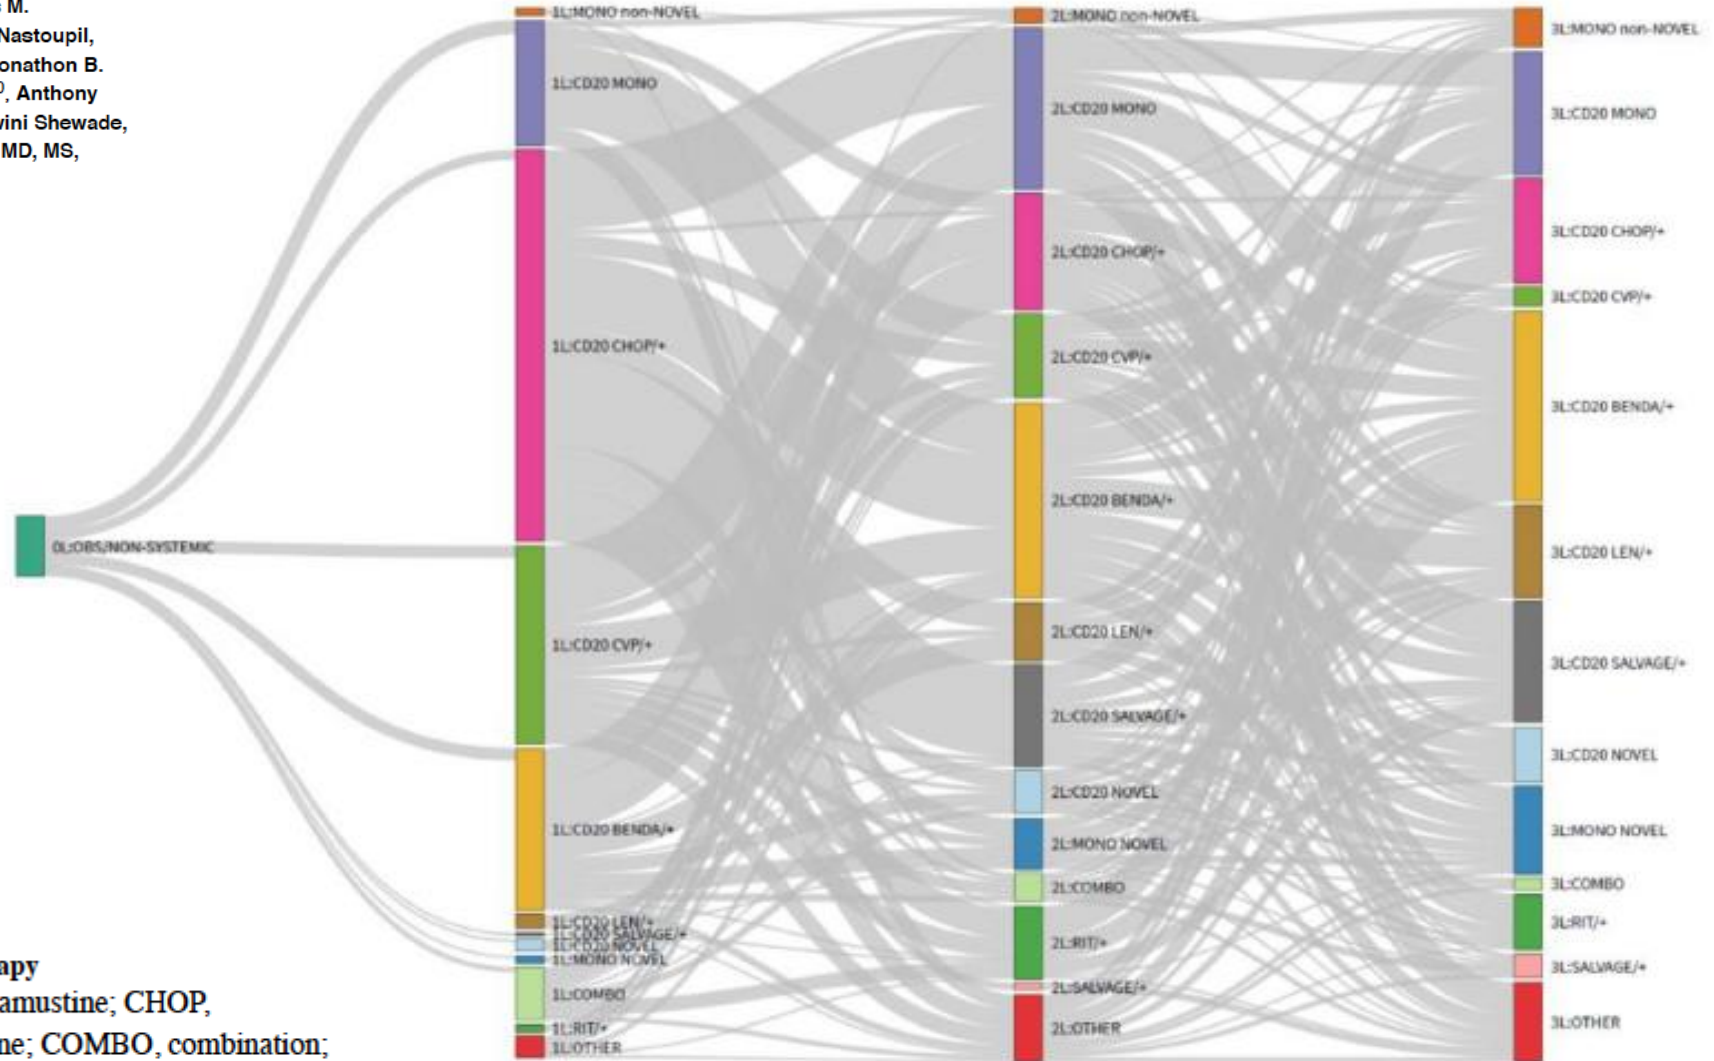 M.
Nastoupil,
onathon B.
, Anthony
vini Shewade,
MD, MS,
0L:OBS/NON-SYSTEMIC
1L:MONO non-NOVEL
1L:CD20 MONO
1L:CD20 CHOP/+
1L:CD20 CVP/+
1L:CD20 BENDA/+
1L:CD20 LEN/+
1L:CD20 SALVAGE/+
1L:CD20 NOVEL
1L:MONO NOVEL
1L:COMBO
1L:RIT/+
1L:OTHER
2L:MONO non-NOVEL
2L:CD20 MONO
2L:CD20 CHOP/+
2L:CD20 CVP/+
2L:CD20 BENDA/+
2L:CD20 LEN/+
2L:CD20 SALVAGE/+
2L:CD20 NOVEL
2L:MONO NOVEL
2L:COMBO
2L:RIT/+
2L:SALVAGE/+
2L:OTHER
3L:MONO non-NOVEL
3L:CD20 MONO
3L:CD20 CHOP/+
3L:CD20 CVP/+
3L:CD20 BENDA/+
3L:CD20 LEN/+
3L:CD20 SALVAGE/+
3L:CD20 NOVEL
3L:MONO NOVEL
3L:COMBO
3L:RIT/+
3L:SALVAGE/+
3L:OTHER
apy
amustine; CHOP,
ne; COMBO, combination;